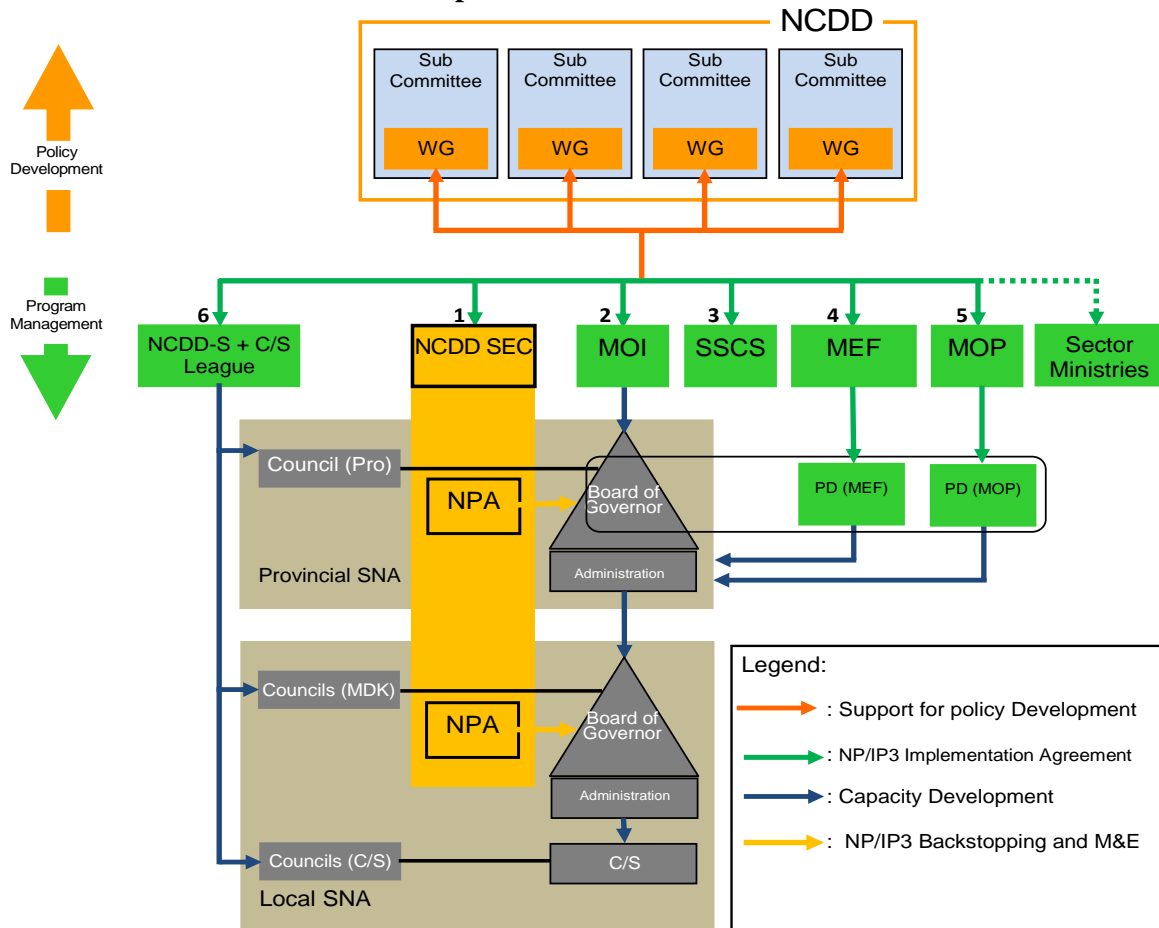 NCDD
Sub
Committee
Sub
Committee
Sub
Committee
Sub
Committee
WG
WG
WG
WG
Policy
Development
Program
Management
6
1
2
3
4
5
NCDD-S + C/S
League
NCDD SEC
MOI
SSCS
MEF
MOP
Sector
Ministries
Council (Pro)
NPA
Board of
Governor
PD (MEF)
PD (MOP)
Administration
Provincial SNA
Councils (MDK)
NPA
Board of
Governor
Administration
Councils (C/S)
C/S
Local SNA
Legend:
: Support for policy Development
: NP/IP3 Implementation Agreement
: Capacity Development
: NP/IP3 Backstopping and M&E